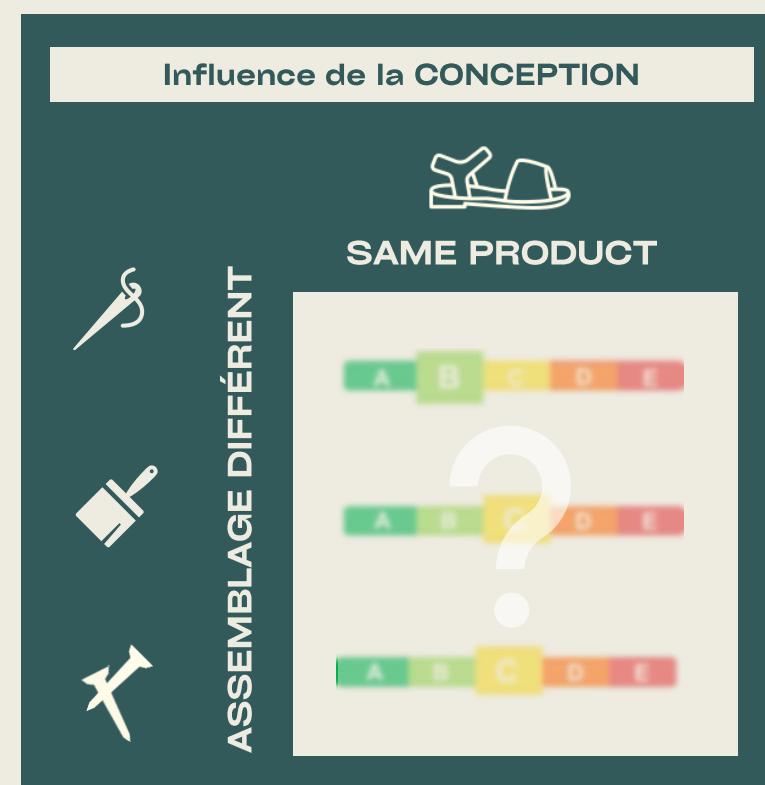 Influence de la CONCEPTION
SAME PRODUCT
ASSEMBLAGE DIFFÉRENT
A B C D E
?
A B C D E
A B C D E